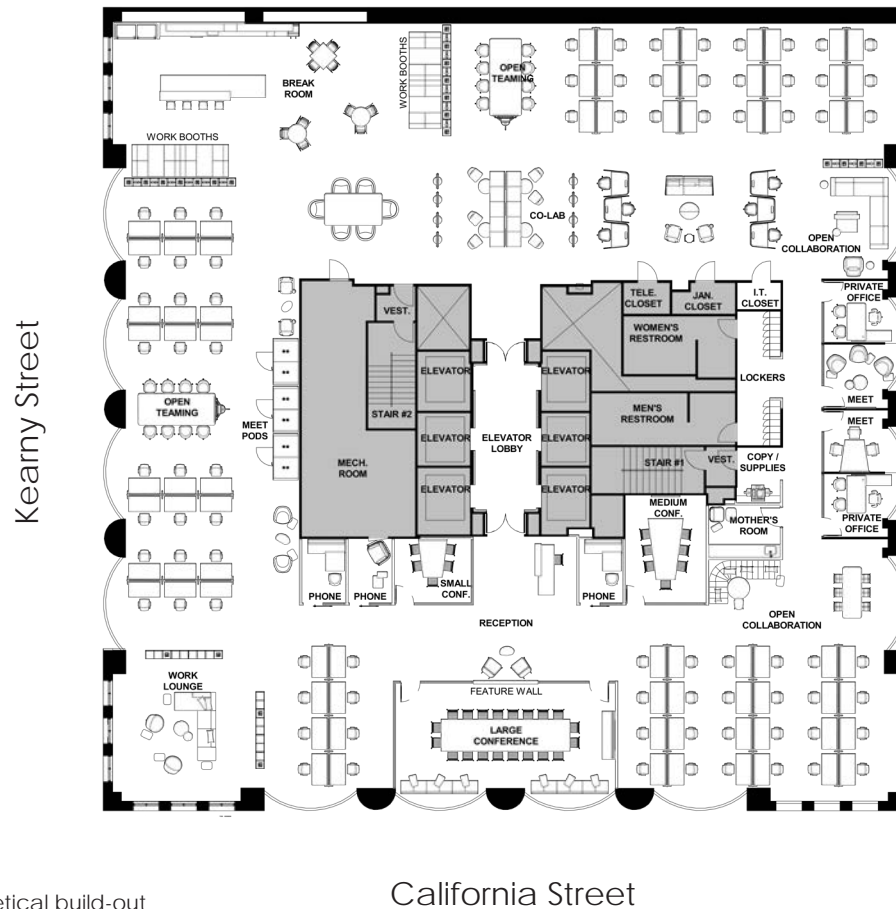 OPEN
TEAMING
WORK BOOTHS
BREAK
ROOM
WORK BOOTHS
CO-LAB
OPEN
COLLABORATION
TELE.
CLOSET
JAN.
CLOSET
I.T.
CLOSET
PRIVATE
OFFICE
VEST.
WOMEN'S
RESTROOM
ELEVATOR
ELEVATOR
LOCKERS
MEET
OPEN
TEAMING
STAIR #2
MEN'S
RESTROOM
MEET
MEET
PODS
ELEVATOR
ELEVATOR
LOBBY
ELEVATOR
MECH.
ROOM
STAIR #1
VEST.
COPY /
SUPPLIES
ELEVATOR
ELEVATOR
MEDIUM
CONF.
MOTHER'S
ROOM
PRIVATE
OFFICE
PHONE
PHONE
SMALL
CONF.
PHONE
RECEPTION
OPEN
COLLABORATION
WORK
LOUNGE
FEATURE WALL
LARGE
CONFERENCE
Kearny Street
California Street
etical build-out